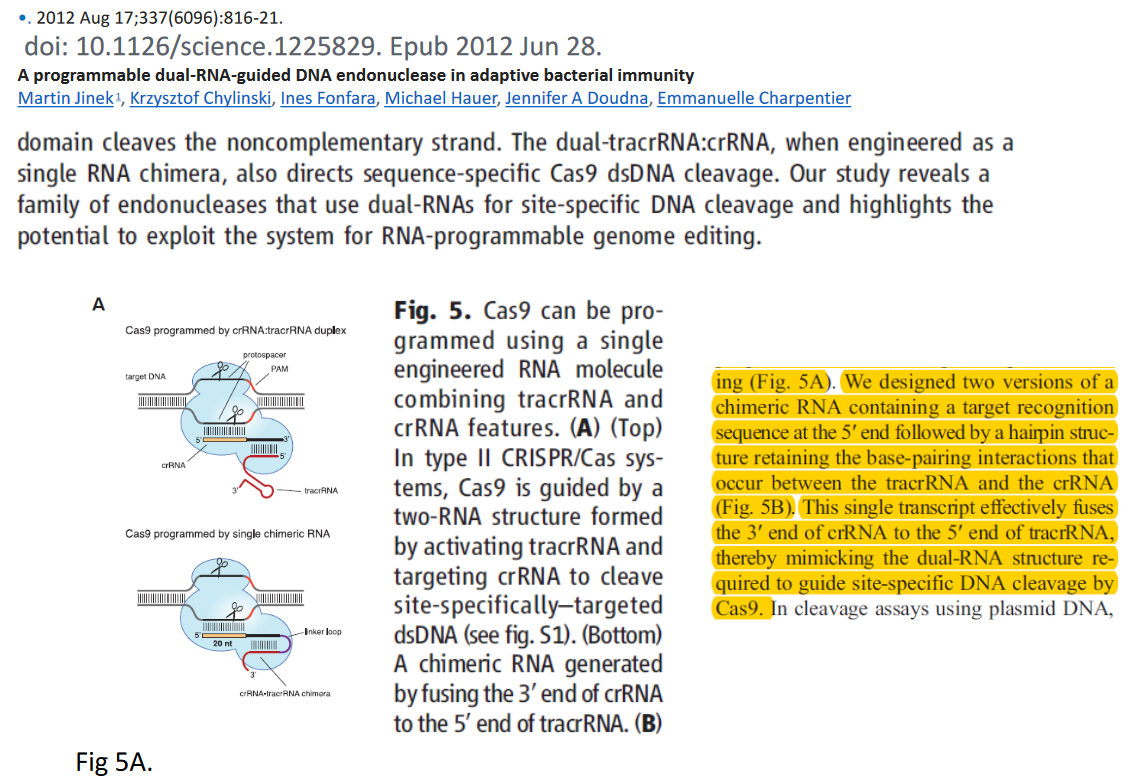 •. 2012 Aug 17;337(6096):816-21.
doi: 10.1126/science.1225829. Epub 2012 Jun 28.
A programmable dual-RNA-guided DNA endonuclease in adaptive bacterial immunity
Martin Jinek 1, Krzysztof Chylinski, Ines Fonfara, Michael Hauer, Jennifer A Doudna, Emmanuelle Charpentier
domain cleaves the noncomplementary strand. The dual-tracrRNA:crRNA, when engineered as a
single RNA chimera, also directs sequence-specific Cas9 dsDNA cleavage. Our study reveals a
family of endonucleases that use dual-RNAs for site-specific DNA cleavage and highlights the
potential to exploit the system for RNA-programmable genome editing.
A
Cas9 programmed by crRNA:tracrRNA duplex
protospacer
PAM
target DNA
3'
5'
5'
crRNA
3'
tracrRNA
Cas9 programmed by single chimeric RNA
linker loop
5'
20 nt
3'
crRNA-tracrRNA chimera
Fig 5A.
Fig. 5. Cas9 can be pro-
grammed using a single
engineered RNA molecule
combining tracrRNA and
crRNA features. (A) (Top)
In type II CRISPR/Cas sys-
tems, Cas9 is guided by a
two-RNA structure formed
by activating tracrRNA and
targeting crRNA to cleave
site-specifically–targeted
dsDNA (see fig. S1). (Bottom)
A chimeric RNA generated
by fusing the 3′ end of crRNA
to the 5′ end of tracrRNA. (B)
ing (Fig. 5A). We designed two versions of a
chimeric RNA containing a target recognition
sequence at the 5′ end followed by a hairpin struc-
ture retaining the base-pairing interactions that
occur between the tracrRNA and the crRNA
(Fig. 5B). This single transcript effectively fuses
the 3′ end of crRNA to the 5′ end of tracrRNA,
thereby mimicking the dual-RNA structure re-
quired to guide site-specific DNA cleavage by
Cas9. In cleavage assays using plasmid DNA,